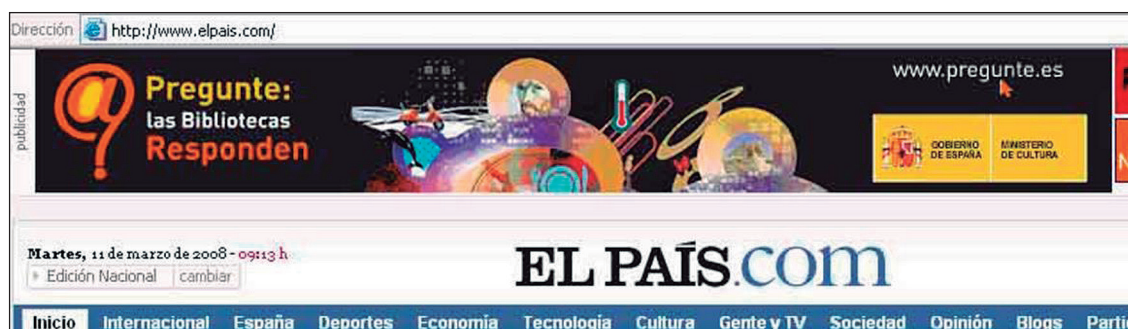 Dirección http://www.elpais.com/
publicidad
Pregunte:
las Bibliotecas
Responden
www.pregunte.es
GOBIERNO
DE ESPAÑA
MINISTERIO
DE CULTURA
Martes, 11 de marzo de 2008 - 09:13 h
Edición Nacional cambiar
EL PAÍS.com
Inicio Internacional España Deportes Economía Tecnología Cultura Gente y TV Sociedad Opinión Blogs